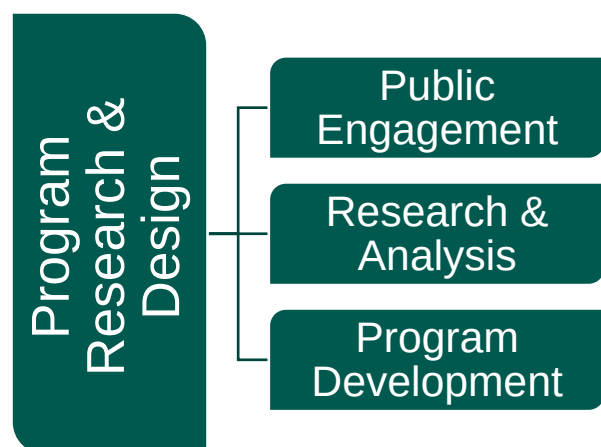 Program
Research &
Design
Public
Engagement
Research &
Analysis
Program
Development